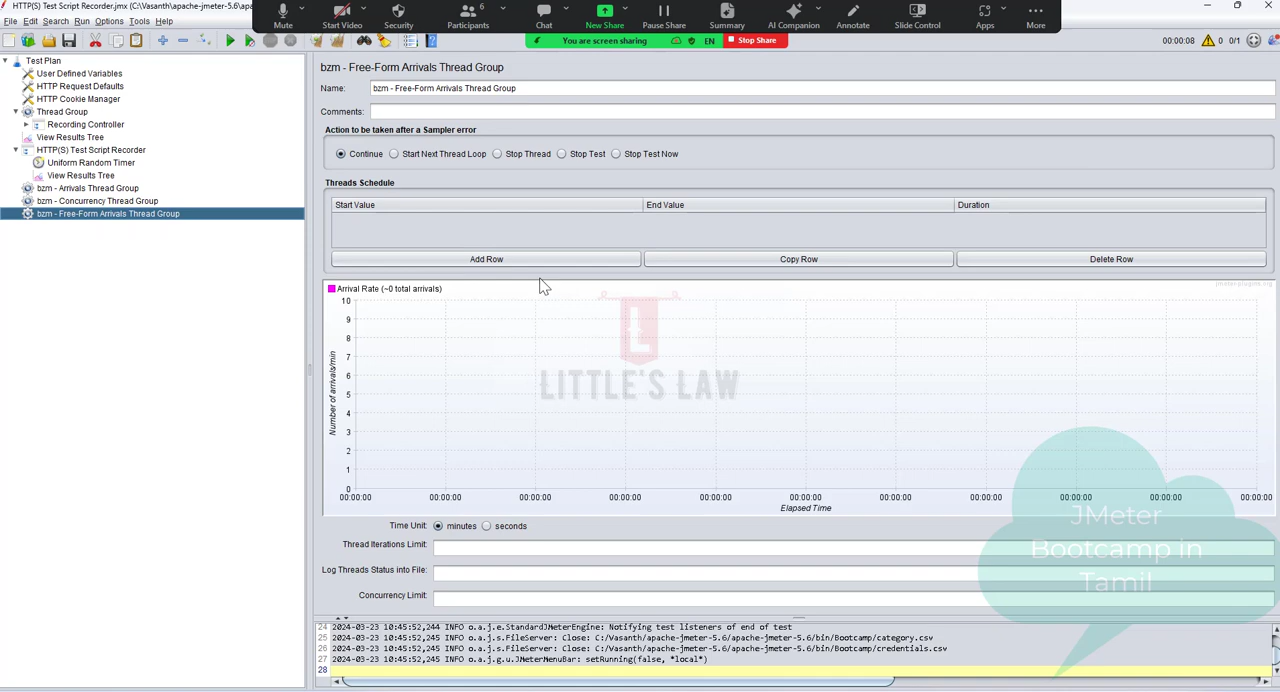 HTTP(S) Test Script Recorder.jmx (C:\Vasanth\apache-jmeter-5.6\apa
File Edit Search Run Options Tools Help
Mute Start Video Security Participants 6 Chat New Share Pause Share Summary AI Companion Annotate Slide Control Apps More
You are screen sharing EN Stop Share
00:00:08 0 0/1
Test Plan
User Defined Variables
HTTP Request Defaults
HTTP Cookie Manager
Thread Group
Recording Controller
View Results Tree
HTTP(S) Test Script Recorder
Uniform Random Timer
View Results Tree
bzm - Arrivals Thread Group
bzm - Concurrency Thread Group
bzm - Free-Form Arrivals Thread Group
bzm - Free-Form Arrivals Thread Group
Name: bzm - Free-Form Arrivals Thread Group
Comments:
Action to be taken after a Sampler error
Continue Start Next Thread Loop Stop Thread Stop Test Stop Test Now
Threads Schedule
Start Value End Value Duration
Add Row Copy Row Delete Row
Arrival Rate (~0 total arrivals)
jmeter-plugins.org
10
9
8
7
6
5
4
3
2
1
0
Number of arrivals/min
L
LITTLE'S LAW
00:00:00 00:00:00 00:00:00 00:00:00 00:00:00 00:00:00 00:00:00 00:00:00 00:00:00 00:00:00 00:00:00
Elapsed Time
JMeter
Bootcamp in
Tamil
Time Unit: minutes seconds
Thread Iterations Limit:
Log Threads Status into File:
Concurrency Limit:
24 2024-03-23 10:45:52,244 INFO o.a.j.e.StandardJMeterEngine: Notifying test listeners of end of test
25 2024-03-23 10:45:52,245 INFO o.a.j.s.FileServer: Close: C:/Vasanth/apache-jmeter-5.6/apache-jmeter-5.6/bin/Bootcamp/category.csv
26 2024-03-23 10:45:52,245 INFO o.a.j.s.FileServer: Close: C:/Vasanth/apache-jmeter-5.6/apache-jmeter-5.6/bin/Bootcamp/credentials.csv
27 2024-03-23 10:45:52,245 INFO o.a.j.g.u.JMeterMenuBar: setRunning(false, *local*)
28